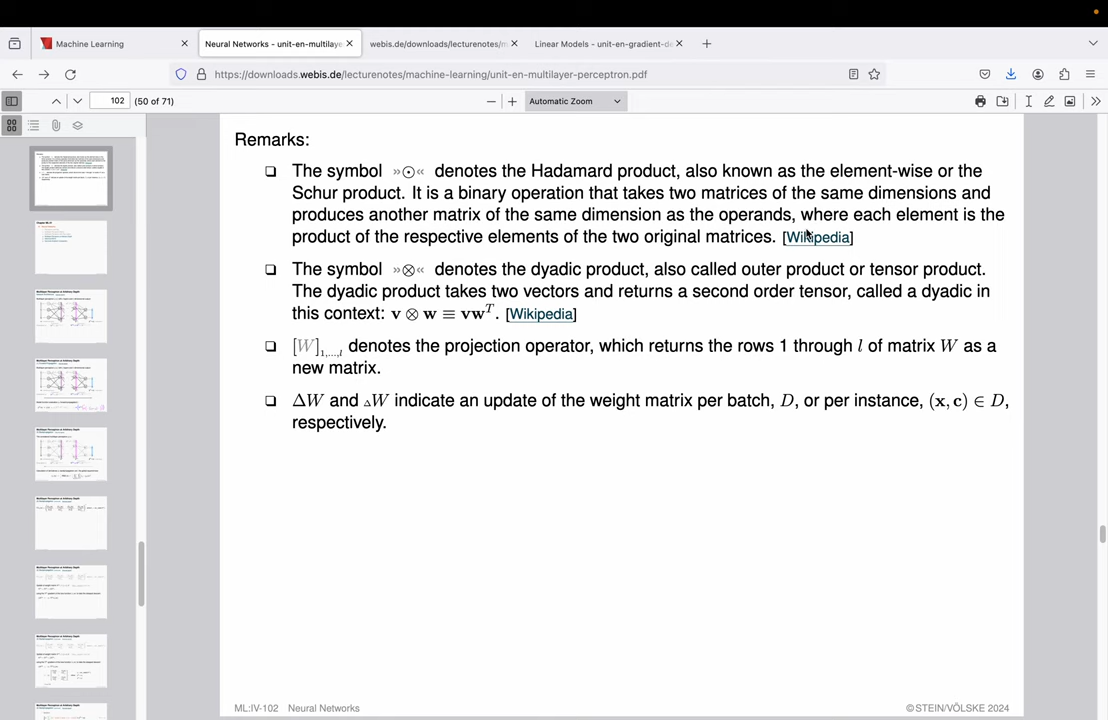 Machine Learning
Neural Networks - unit-en-multilaye
webis.de/downloads/lecturenotes/m
Linear Models - unit-en-gradient-d
https://downloads.webis.de/lecturenotes/machine-learning/unit-en-multilayer-perceptron.pdf
102 (50 of 71)
Automatic Zoom
Remarks:
❑ The symbol »⊙« denotes the Hadamard product, also known as the element-wise or the
Schur product. It is a binary operation that takes two matrices of the same dimensions and
produces another matrix of the same dimension as the operands, where each element is the
product of the respective elements of the two original matrices. [Wikipedia]
❑ The symbol »⊗« denotes the dyadic product, also called outer product or tensor product.
The dyadic product takes two vectors and returns a second order tensor, called a dyadic in
this context: v ⊗ w ≡ vwᵀ. [Wikipedia]
❑ [W]₁,...,ₗ denotes the projection operator, which returns the rows 1 through l of matrix W as a
new matrix.
❑ ΔW and ΔW indicate an update of the weight matrix per batch, D, or per instance, (x, c) ∈ D,
respectively.
ML:IV-102 Neural Networks
©STEIN/VÖLSKE 2024